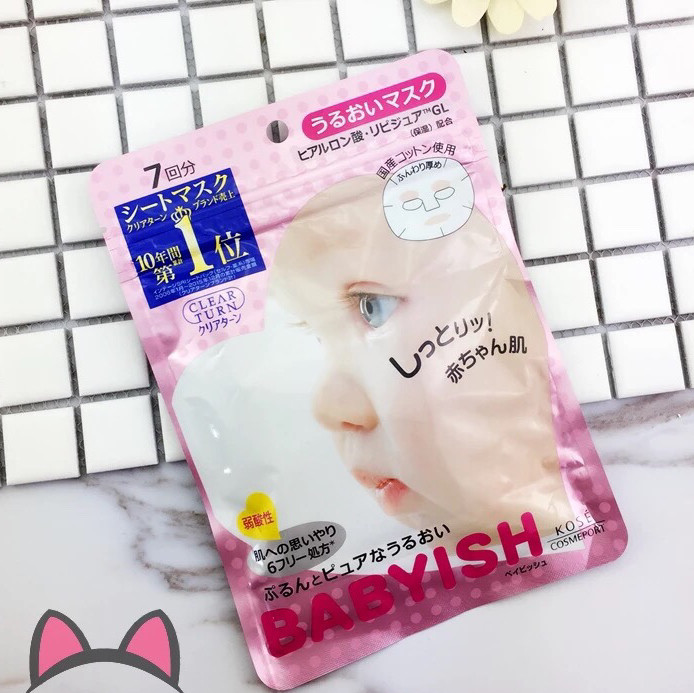 うるおいマスク
ヒアルロン酸・リピジュア™GL
(保湿) 配合
国産コットン使用
ふんわり厚め
7回分
シートマスク
クリアターン ブランド売上
10年間
第1位
CLEAR
TURN
クリアターン
しっとりッ!
赤ちゃん肌
弱酸性
肌への思いやり
6フリー処方*
ぷるんとピュアなうるおい
BABYISH
ベイビッシュ
KOSÉ
COSMEPORT